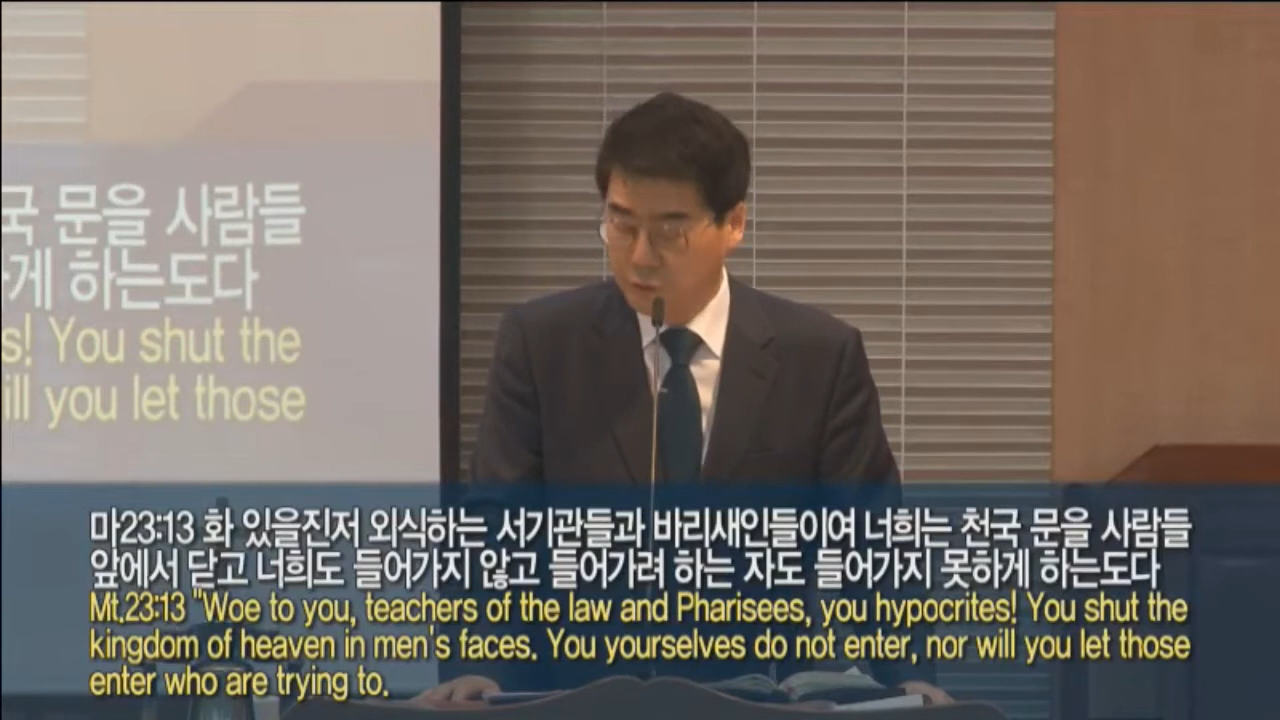 국 문을 사람들
하게 하는도다
s! You shut the
ill you let those
마23:13 화 있을진저 외식하는 서기관들과 바리새인들이여 너희는 천국 문을 사람들
앞에서 닫고 너희도 들어가지 않고 들어가려 하는 자도 들어가지 못하게 하는도다
Mt.23:13 "Woe to you, teachers of the law and Pharisees, you hypocrites! You shut the
kingdom of heaven in men's faces. You yourselves do not enter, nor will you let those
enter who are trying to.